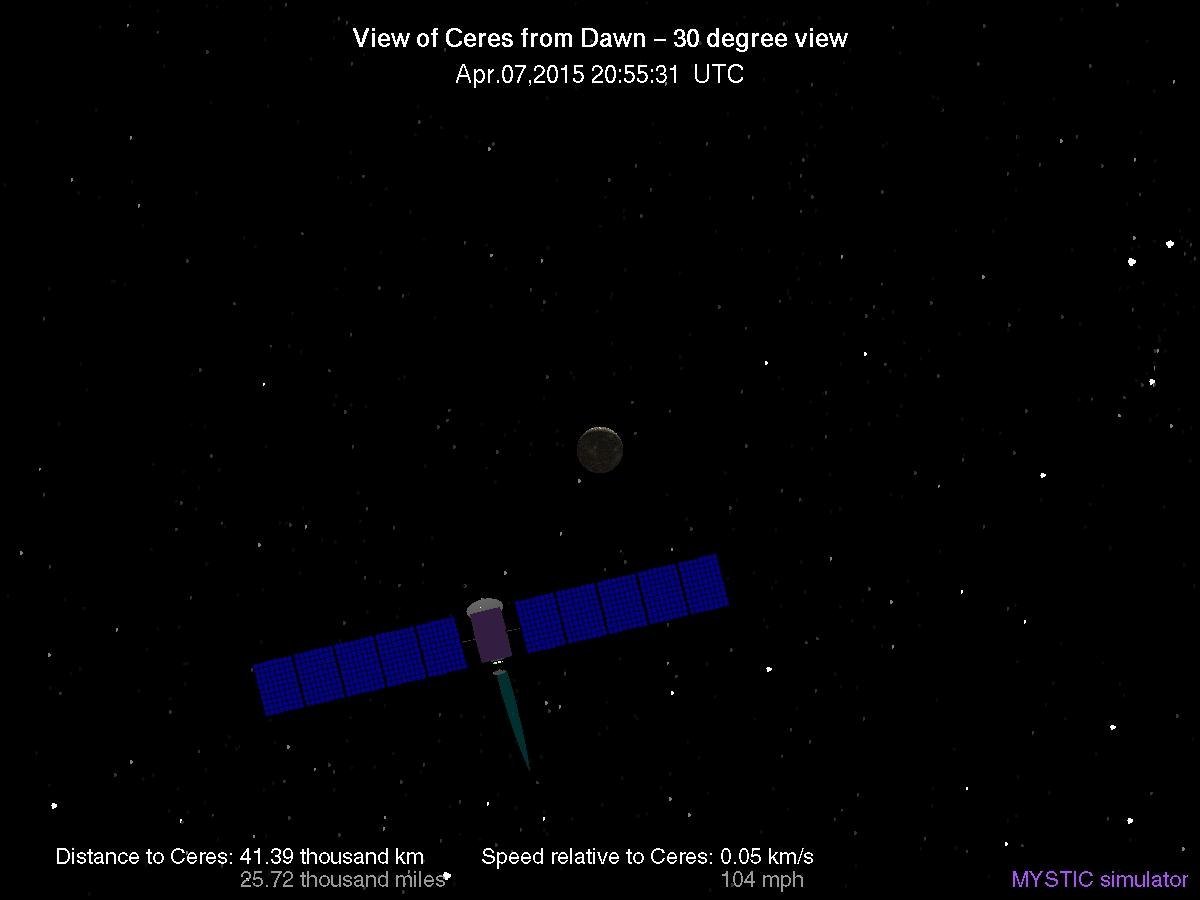 View of Ceres from Dawn – 30 degree view
Apr.07,2015 20:55:31 UTC
Distance to Ceres: 41.39 thousand km
25.72 thousand miles
Speed relative to Ceres: 0.05 km/s
104 mph
MYSTIC simulator